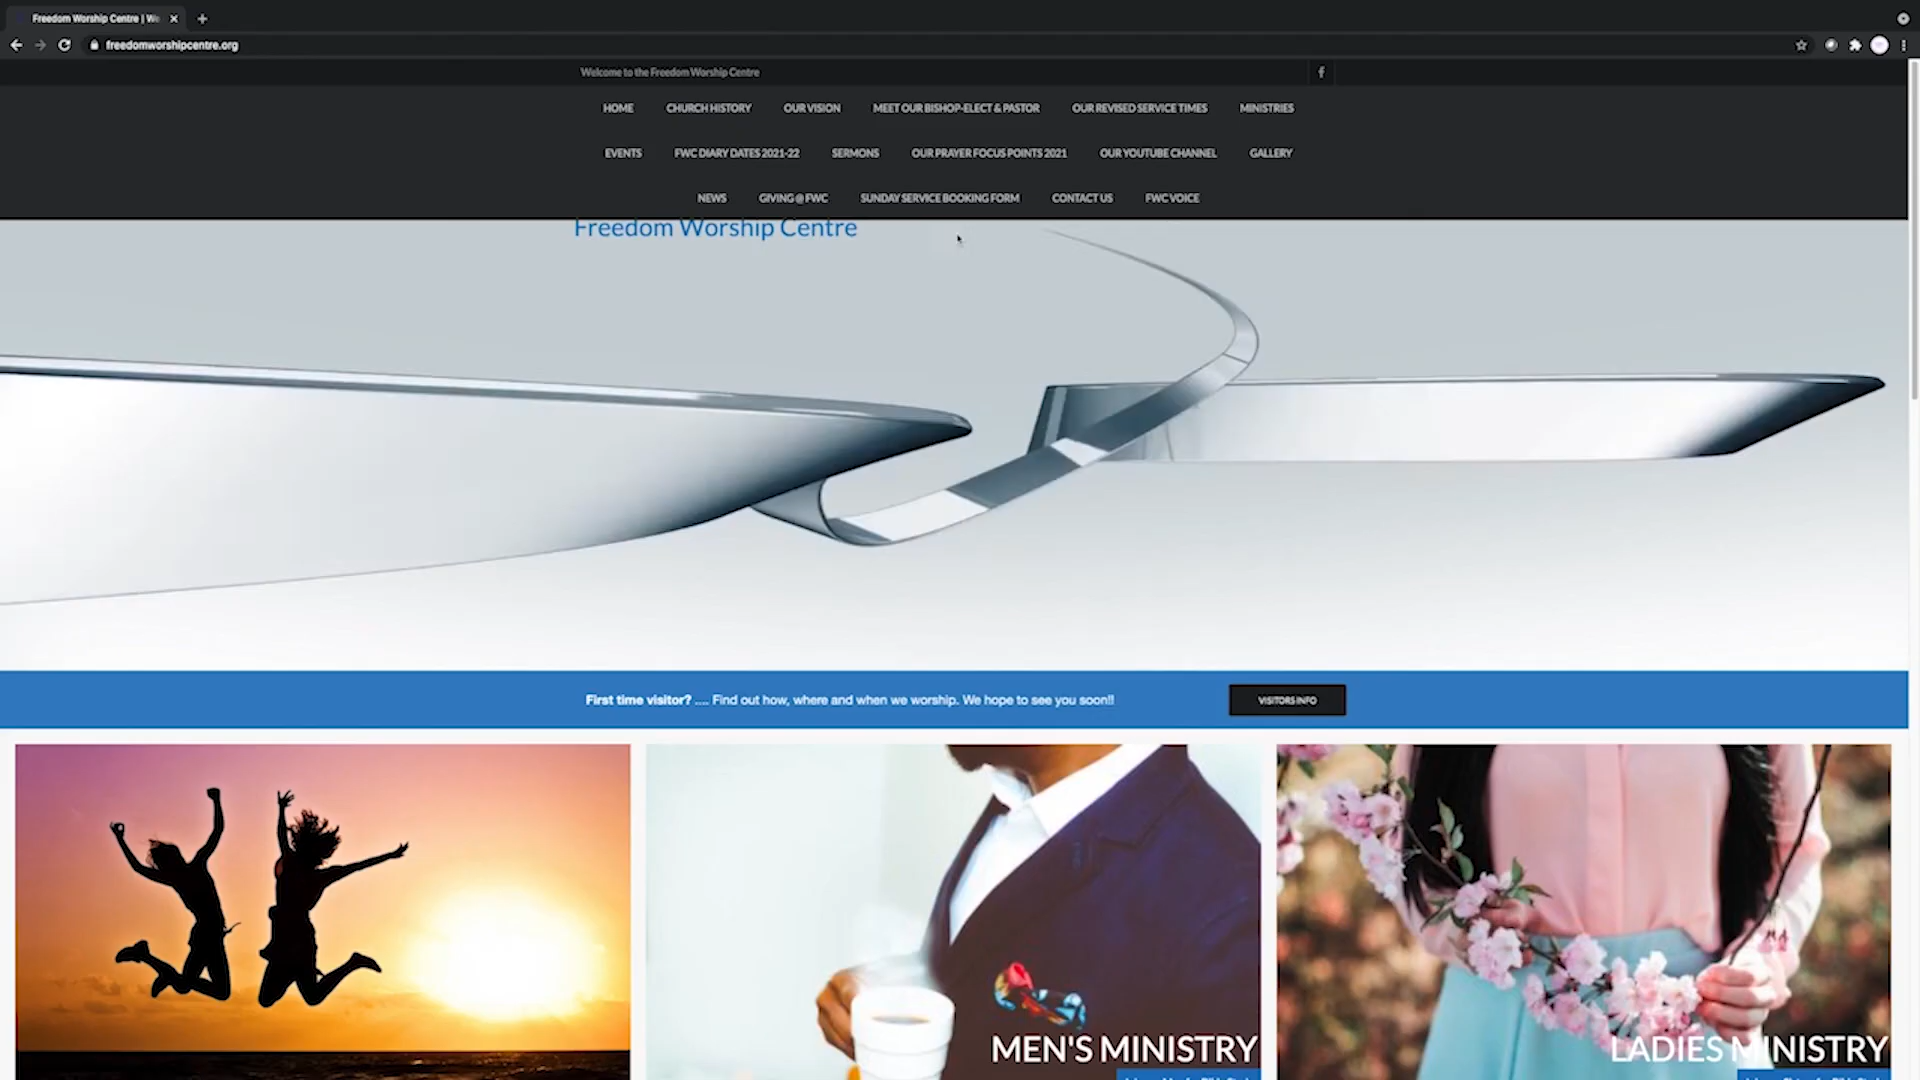 Freedom Worship Centre | We
freedomworshipcentre.org
Welcome to the Freedom Worship Centre
f
HOME CHURCH HISTORY OUR VISION MEET OUR BISHOP-ELECT & PASTOR OUR REVISED SERVICE TIMES MINISTRIES
EVENTS FWC DIARY DATES 2021-22 SERMONS OUR PRAYER FOCUS POINTS 2021 OUR YOUTUBE CHANNEL GALLERY
NEWS GIVING @ FWC SUNDAY SERVICE BOOKING FORM CONTACT US FWC VOICE
Freedom Worship Centre
First time visitor? .... Find out how, where and when we worship. We hope to see you soon!! VISITORS INFO
MEN'S MINISTRY LADIES MINISTRY